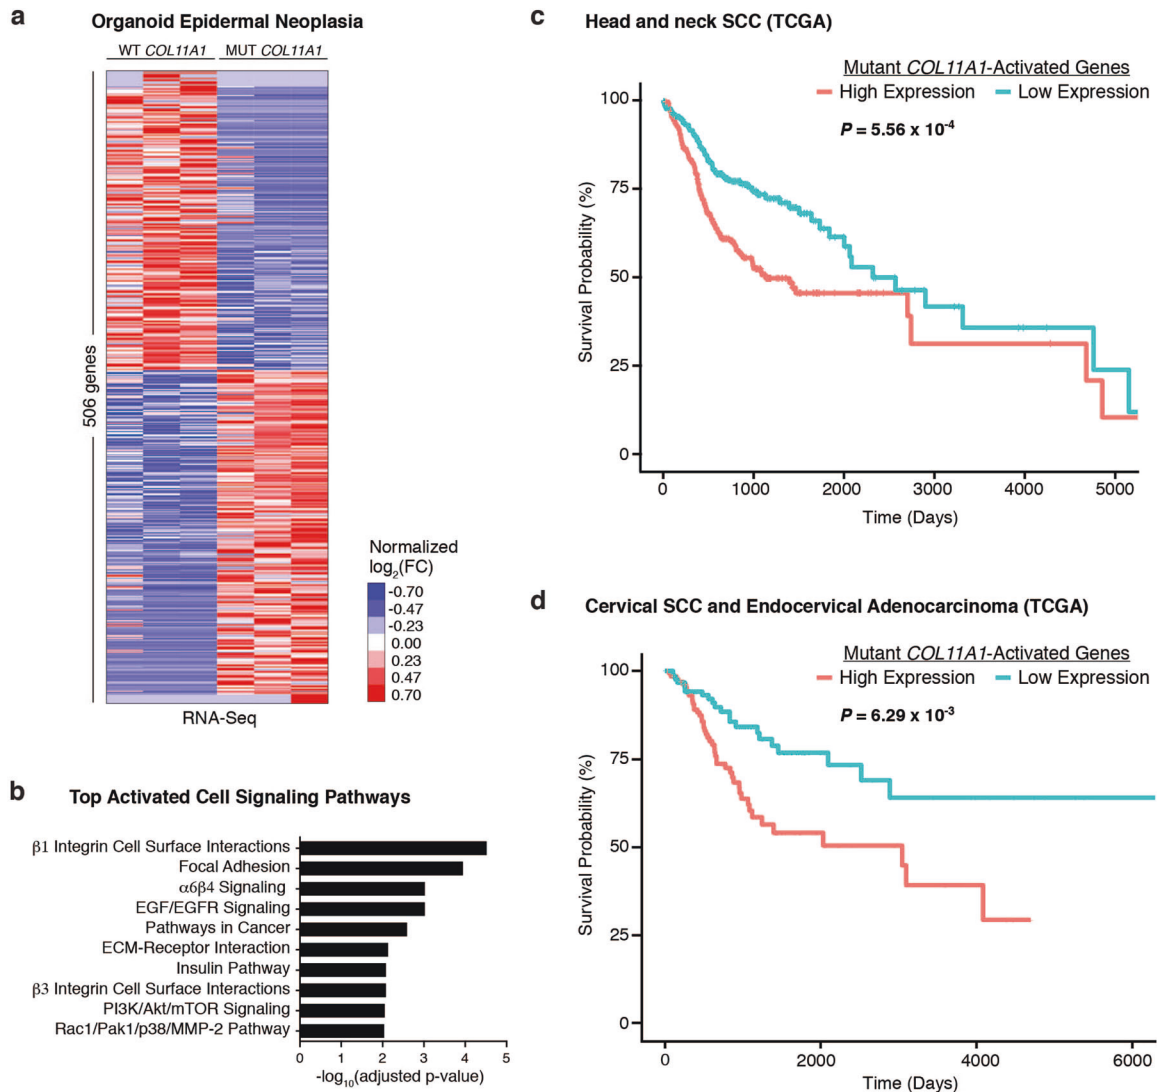 a
Organoid Epidermal Neoplasia
WT COL11A1
MUT COL11A1
506 genes
RNA-Seq
Normalized
log2(FC)
-0.70
-0.47
-0.23
0.00
0.23
0.47
0.70
b
Top Activated Cell Signaling Pathways
β1 Integrin Cell Surface Interactions
Focal Adhesion
α6β4 Signaling
EGF/EGFR Signaling
Pathways in Cancer
ECM-Receptor Interaction
Insulin Pathway
β3 Integrin Cell Surface Interactions
PI3K/Akt/mTOR Signaling
Rac1/Pak1/p38/MMP-2 Pathway
0 1 2 3 4 5
-log10(adjusted p-value)
c
Head and neck SCC (TCGA)
Mutant COL11A1-Activated Genes
High Expression Low Expression
P = 5.56 x 10-4
Survival Probability (%)
100
75
50
25
0
0 1000 2000 3000 4000 5000
Time (Days)
d
Cervical SCC and Endocervical Adenocarcinoma (TCGA)
Mutant COL11A1-Activated Genes
High Expression Low Expression
P = 6.29 x 10-3
Survival Probability (%)
100
75
50
25
0
0 2000 4000 6000
Time (Days)